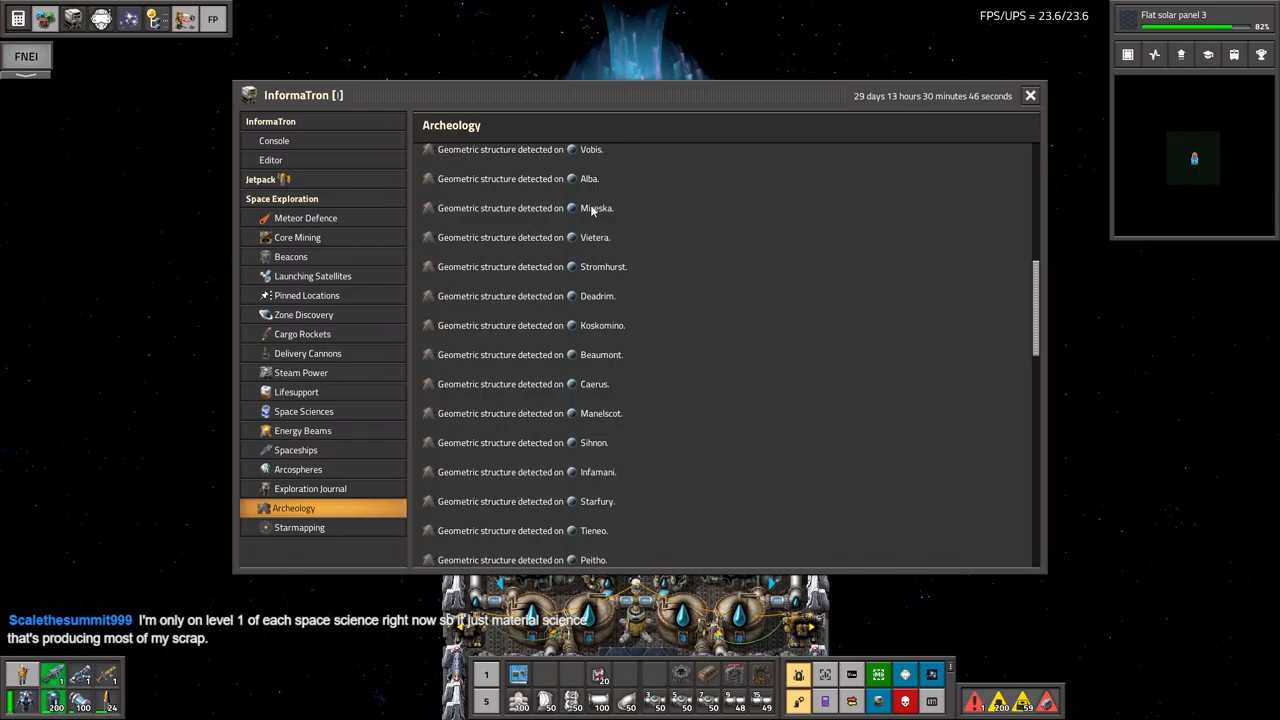 FP
FPS/UPS = 23.6/23.6
Flat solar panel 3
82%
FNEI
InformaTron [i]
29 days 13 hours 30 minutes 46 seconds
InformaTron
Console
Editor
Jetpack
Space Exploration
Meteor Defence
Core Mining
Beacons
Launching Satellites
Pinned Locations
Zone Discovery
Cargo Rockets
Delivery Cannons
Steam Power
Lifesupport
Space Sciences
Energy Beams
Spaceships
Arcospheres
Exploration Journal
Archeology
Starmapping
Archeology
Geometric structure detected on Vobis.
Geometric structure detected on Alba.
Geometric structure detected on
Geometric structure detected on Vietera.
Geometric structure detected on Stromhurst.
Geometric structure detected on Deadrim.
Geometric structure detected on Koskomino.
Geometric structure detected on Beaumont.
Geometric structure detected on Caerus.
Geometric structure detected on Manelscot.
Geometric structure detected on Sihnon.
Geometric structure detected on Infamani.
Geometric structure detected on Starfury.
Geometric structure detected on Tieneo.
Geometric structure detected on Peitho.
Scalethesummit999 I'm only on level 1 of each space science right now so it just material science
that's producing most of my scrap.
1
20
5
100 50 50 100 50 50 50 50 48 49
200 50 24
1 200 59